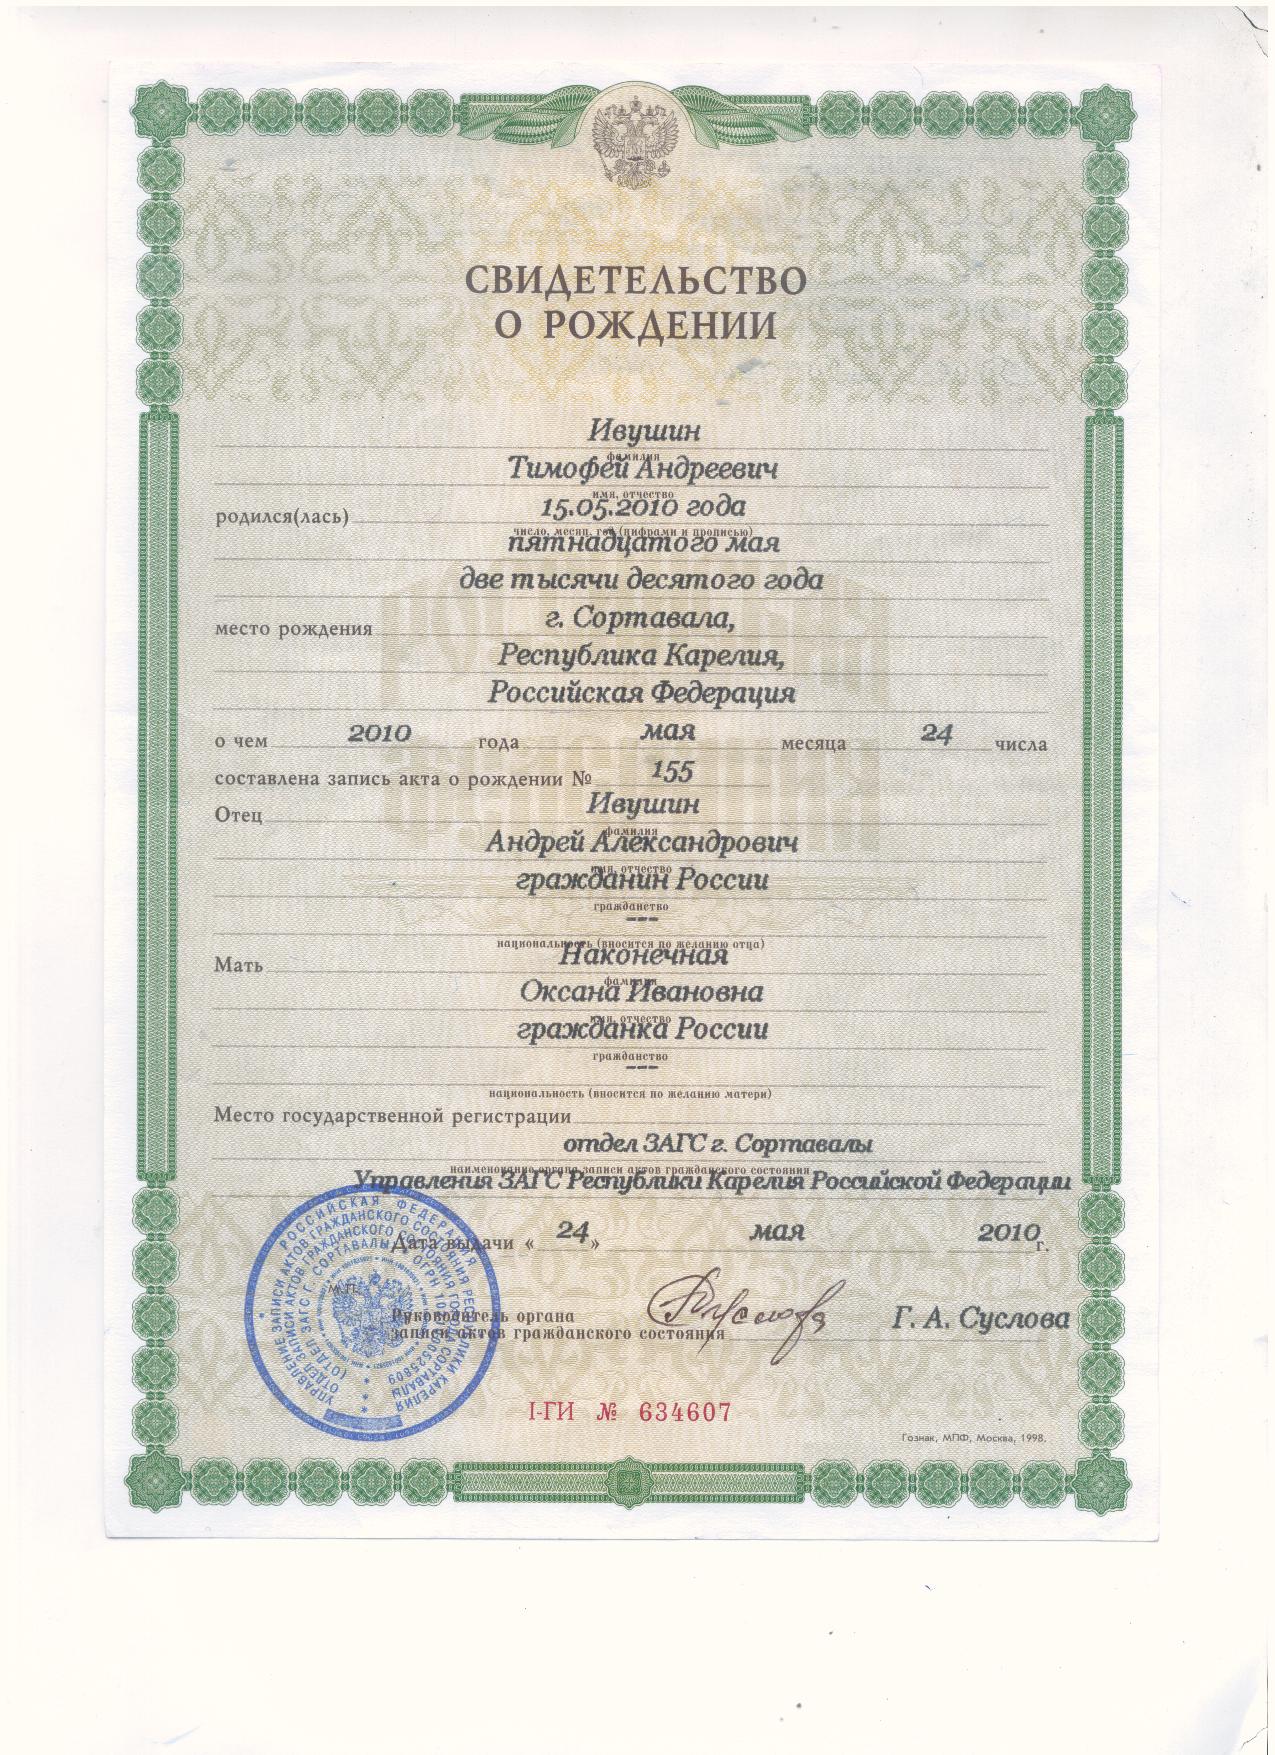 СВИДЕТЕЛЬСТВО
О РОЖДЕНИИ
Ивушин
фамилия
Тимофей Андреевич
имя, отчество
родился(лась) 15.05.2010 года
число, месяц, год (цифрами и прописью)
пятнадцатого мая
две тысячи десятого года
место рождения г. Сортавала,
Республика Карелия,
Российская Федерация
о чем 2010 года мая месяца 24 числа
составлена запись акта о рождении № 155
Отец Ивушин
фамилия
Андрей Александрович
имя, отчество
гражданин России
гражданство
---
национальность (вносится по желанию отца)
Мать Наконечная
фамилия
Оксана Ивановна
имя, отчество
гражданка России
гражданство
---
национальность (вносится по желанию матери)
Место государственной регистрации
отдел ЗАГС г. Сортавалы
наименование органа записи актов гражданского состояния
Управления ЗАГС Республики Карелия Российской Федерации
Дата выдачи « 24 » мая 2010 г.
М.П.
Руководитель органа
записи актов гражданского состояния Г. А. Суслова
РОССИЙСКАЯ ФЕДЕРАЦИЯ
УПРАВЛЕНИЕ ЗАПИСИ АКТОВ ГРАЖДАНСКОГО СОСТОЯНИЯ РЕСПУБЛИКИ КАРЕЛИЯ
ОТДЕЛ ЗАПИСИ АКТОВ ГРАЖДАНСКОГО СОСТОЯНИЯ ГОРОДА СОРТАВАЛЫ
(ОТДЕЛ ЗАГС Г. СОРТАВАЛЫ)
I-ГИ № 634607
Гознак, МПФ, Москва, 1998.